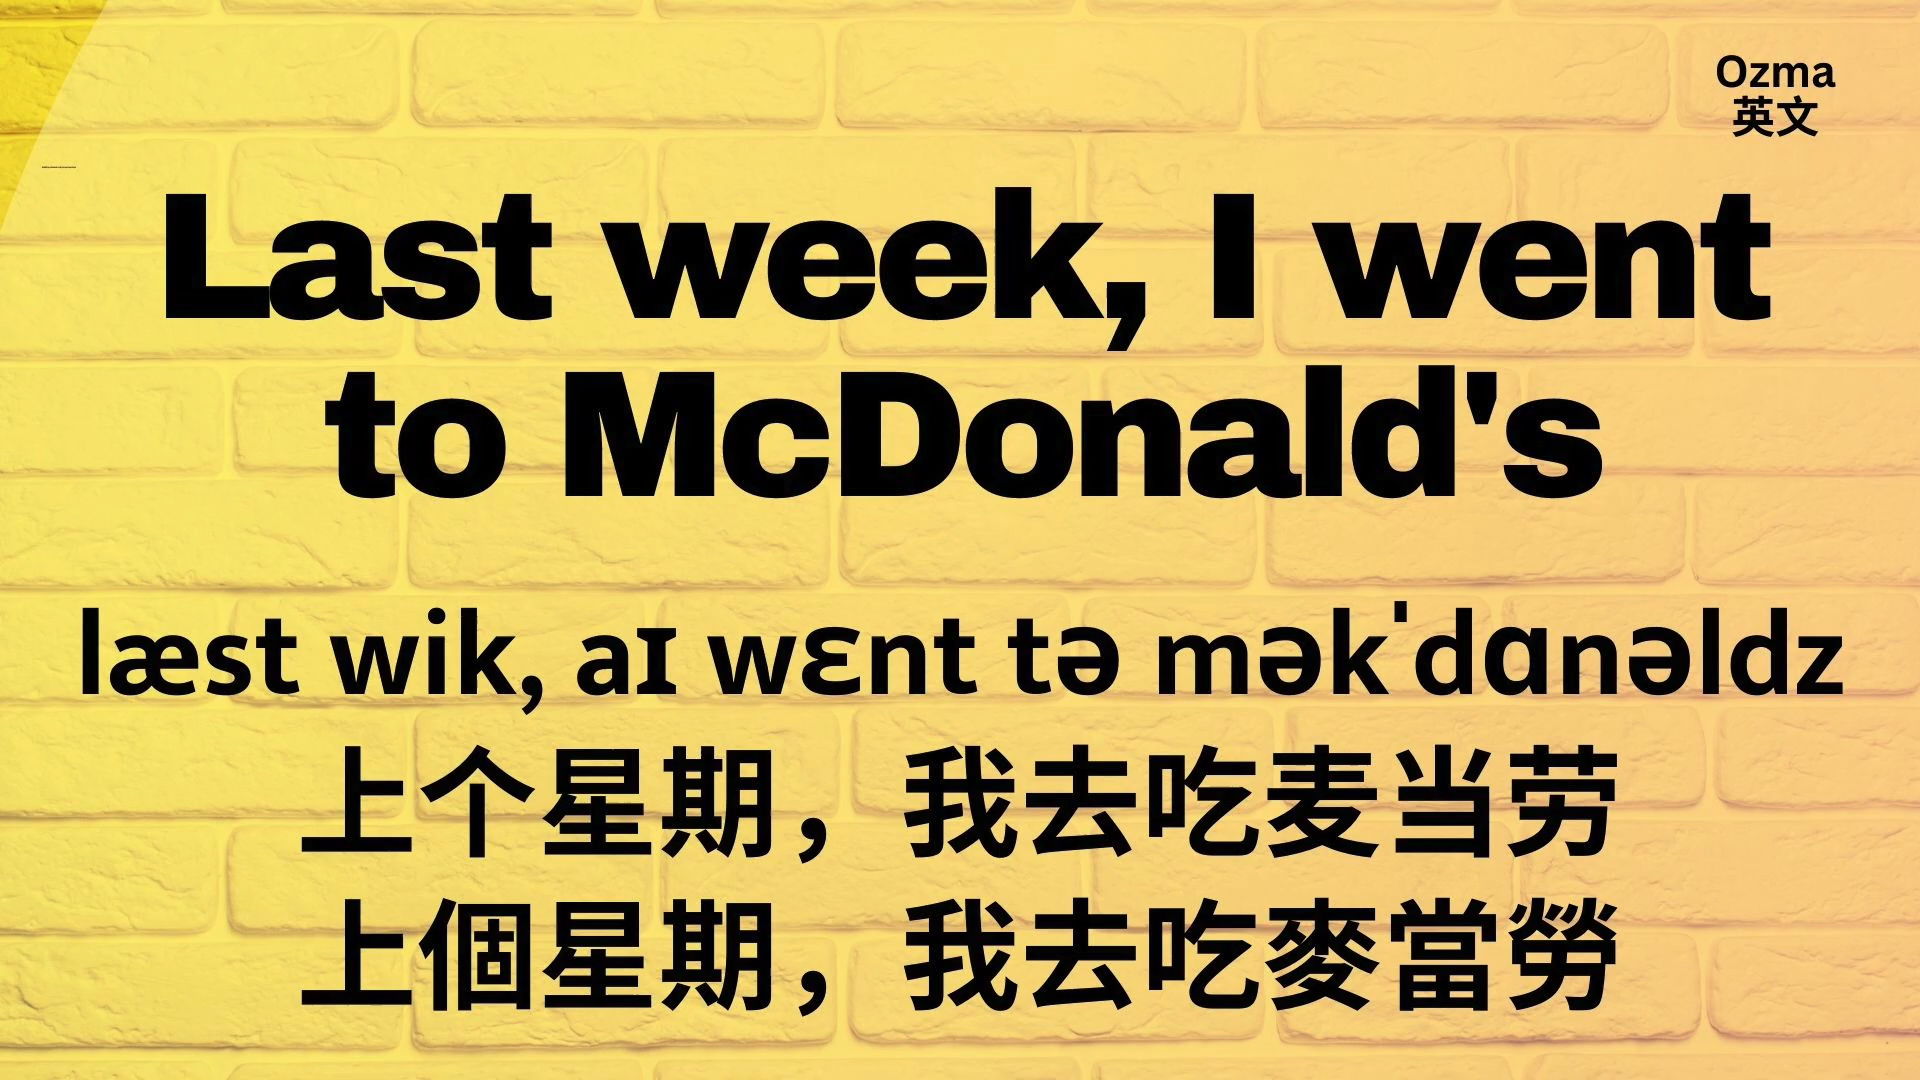 Ozma
英文
Last week, I went
to McDonald's
læst wik, aɪ wɛnt tə məkˈdɑnəldz
上个星期，我去吃麦当劳
上個星期，我去吃麥當勞